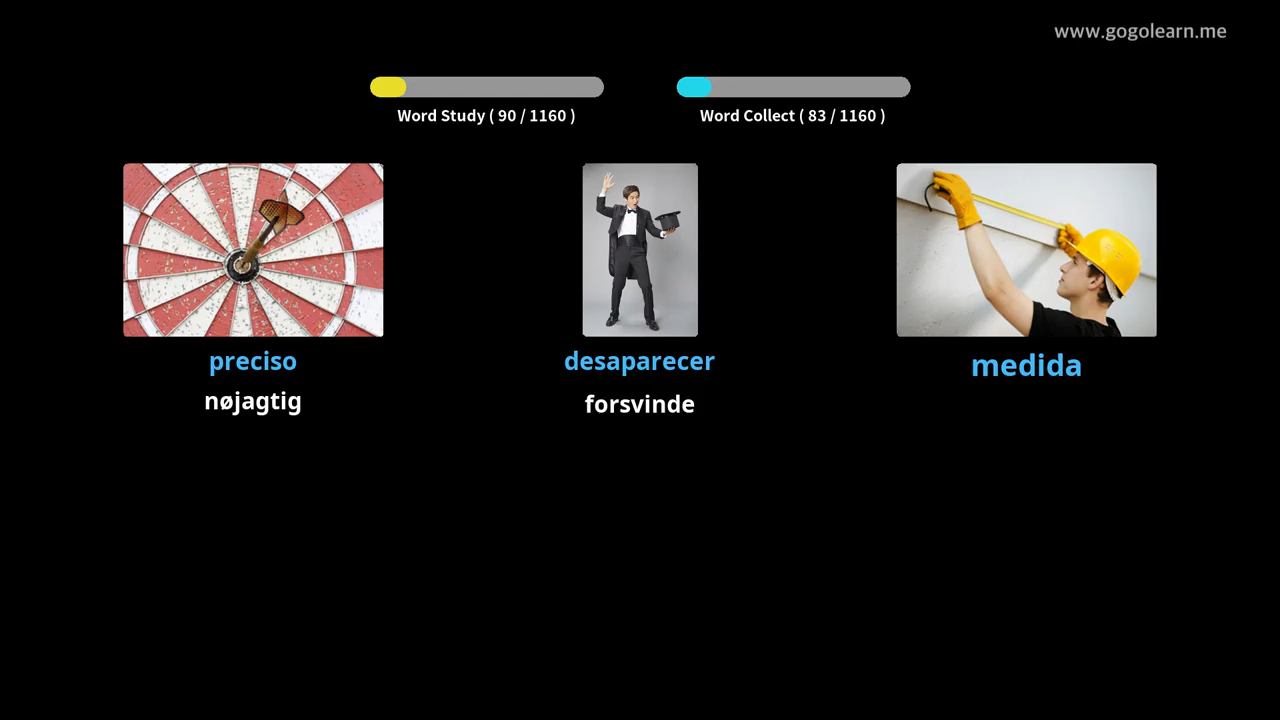 www.gogolearn.me
Word Study ( 90 / 1160 )
Word Collect ( 83 / 1160 )
preciso
desaparecer
medida
nøjagtig
forsvinde